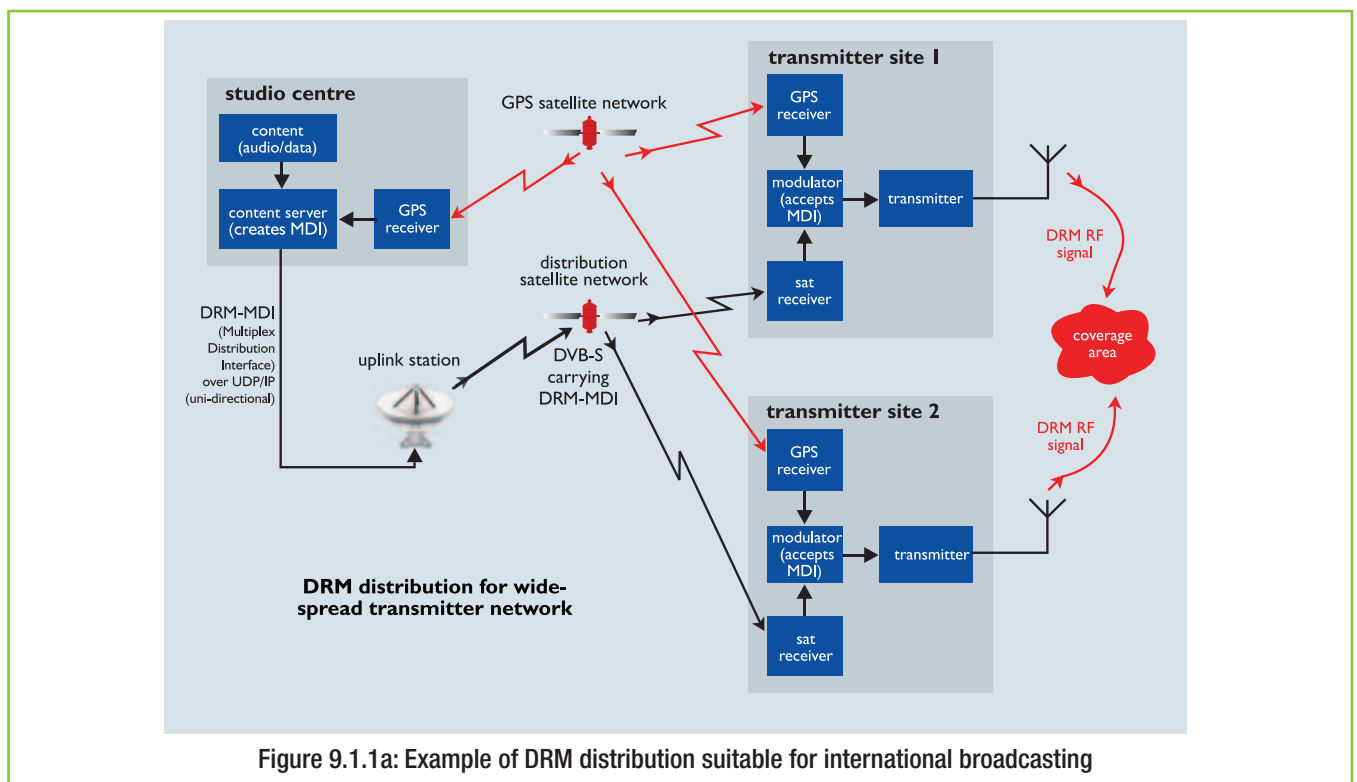 studio centre
content
(audio/data)
content server
(creates MDI)
GPS
receiver
DRM-MDI
(Multiplex
Distribution
Interface)
over UDP/IP
(uni-directional)
uplink station
GPS satellite network
distribution
satellite network
DVB-S
carrying
DRM-MDI
transmitter site 1
GPS
receiver
modulator
(accepts
MDI)
transmitter
sat
receiver
DRM RF
signal
coverage
area
transmitter site 2
GPS
receiver
modulator
(accepts
MDI)
transmitter
sat
receiver
DRM RF
signal
DRM distribution for wide-
spread transmitter network
Figure 9.1.1a: Example of DRM distribution suitable for international broadcasting